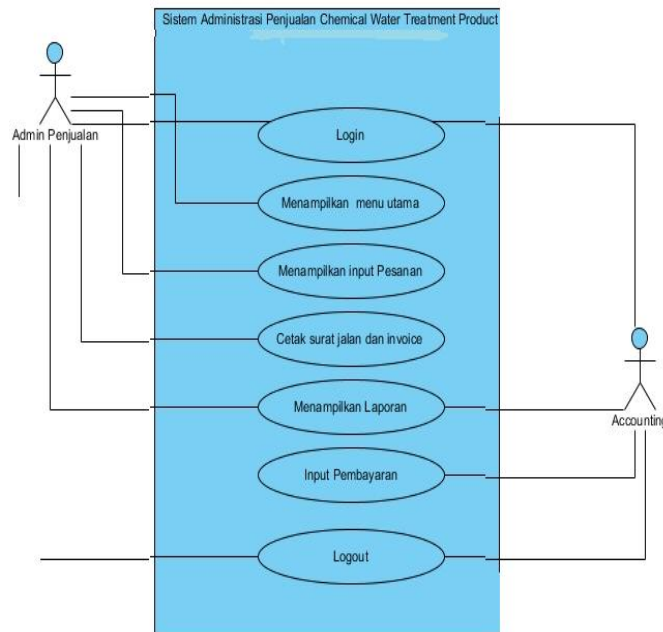 Sistem Administrasi Penjualan Chemical Water Treatment Product
Admin Penjualan
Login
Menampilkan menu utama
Menampilkan input Pesanan
Cetak surat jalan dan invoice
Menampilkan Laporan
Accounting
Input Pembayaran
Logout